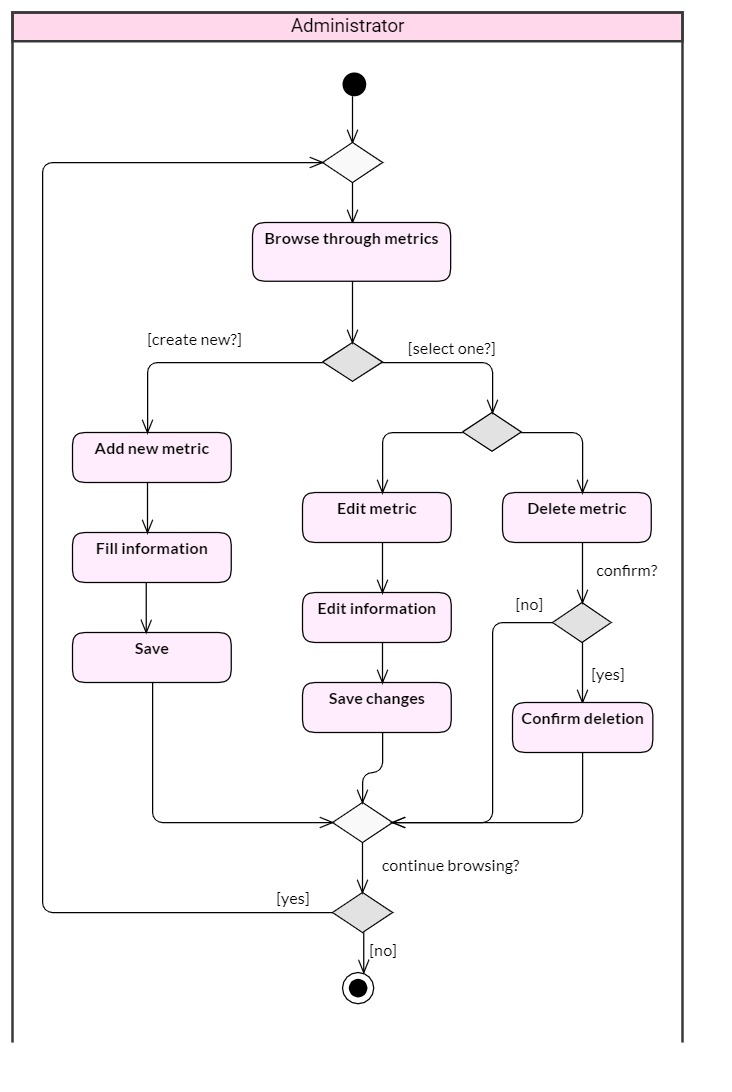 Administrator
Browse through metrics
[create new?]
[select one?]
Add new metric
Edit metric
Delete metric
Fill information
confirm?
Edit information
[no]
Save
[yes]
Save changes
Confirm deletion
continue browsing?
[yes]
[no]